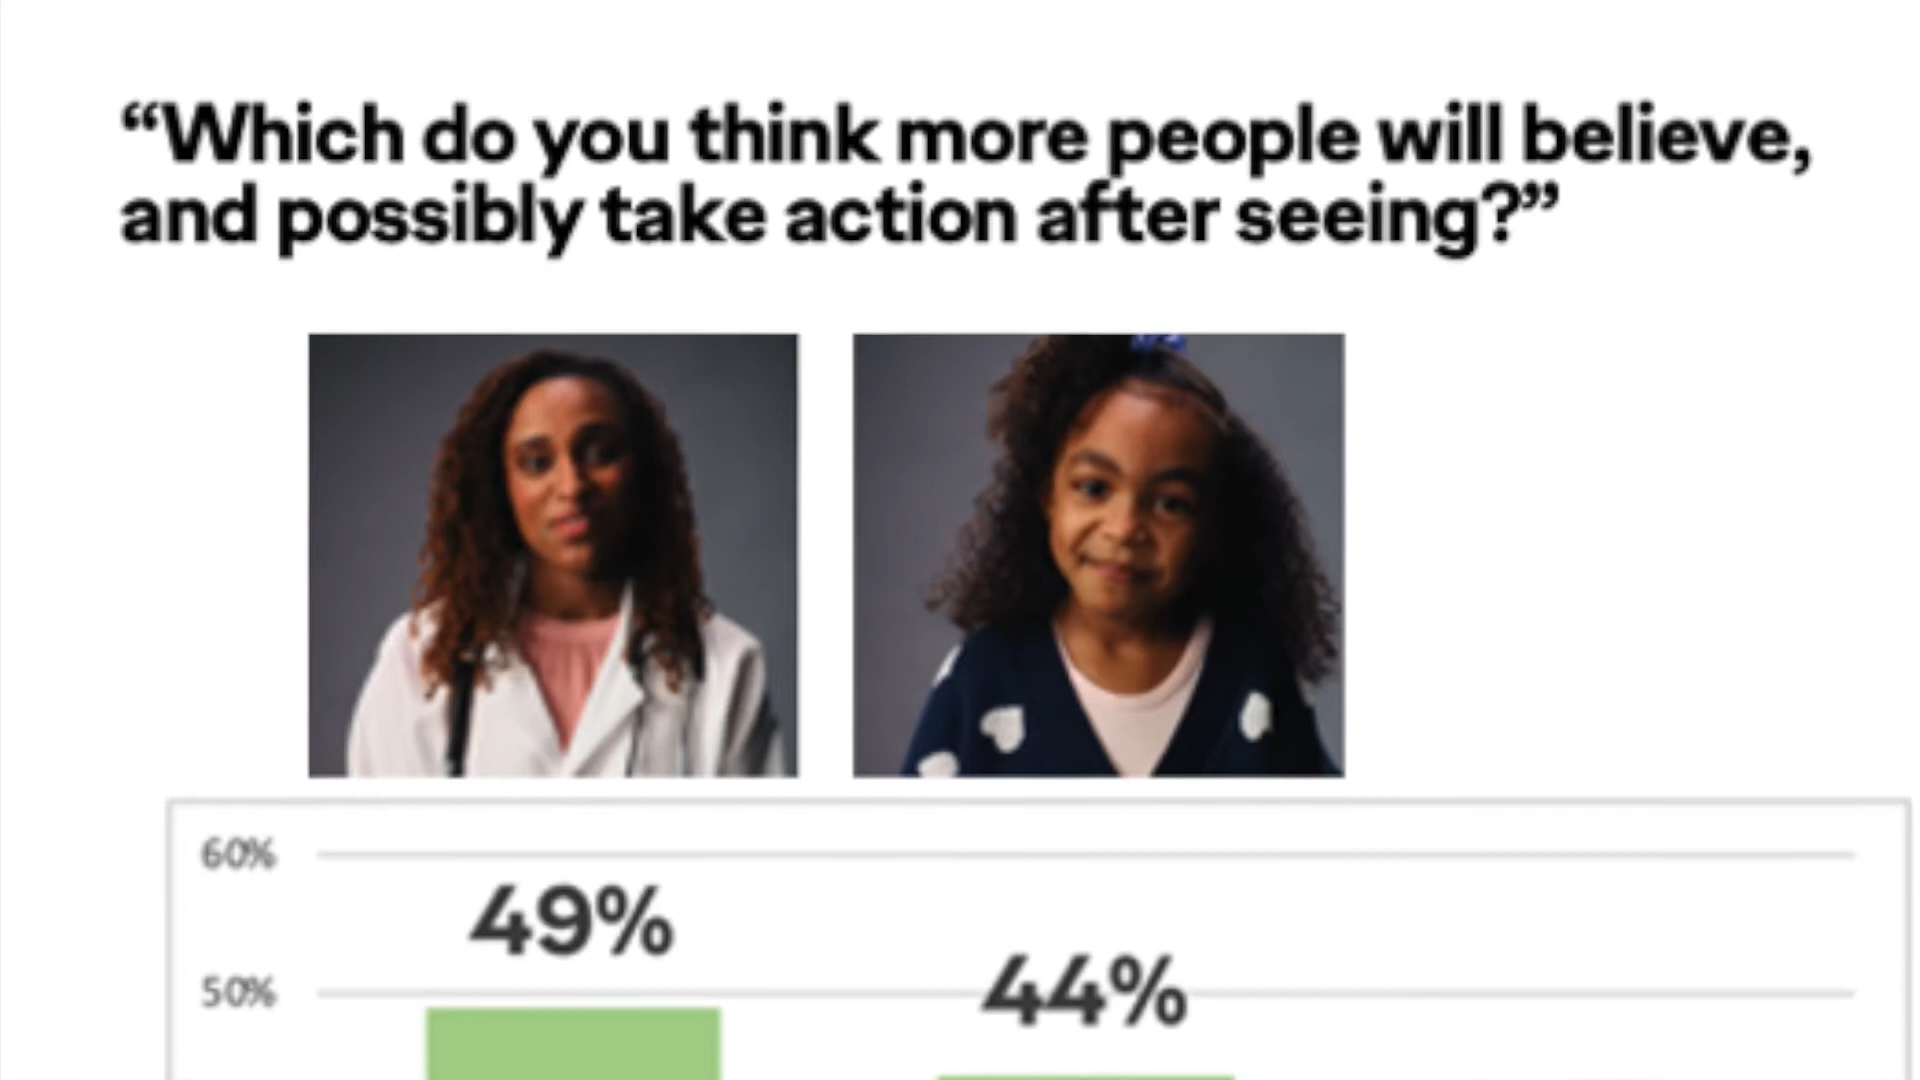 “Which do you think more people will believe,
and possibly take action after seeing?”
60%
49%
50%
44%